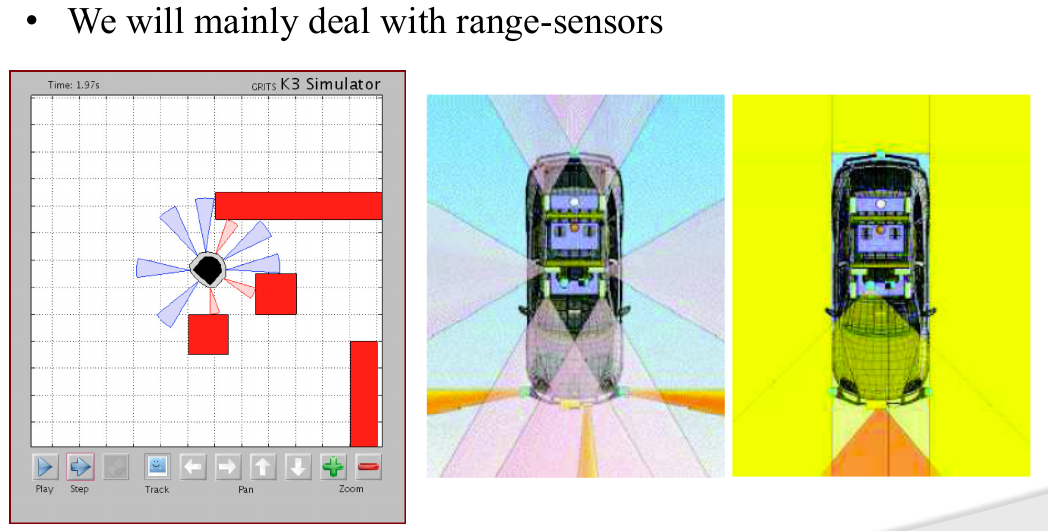 • We will mainly deal with range-sensors
Time: 1.97s
GRITS K3 Simulator
Play Step Track Pan Zoom